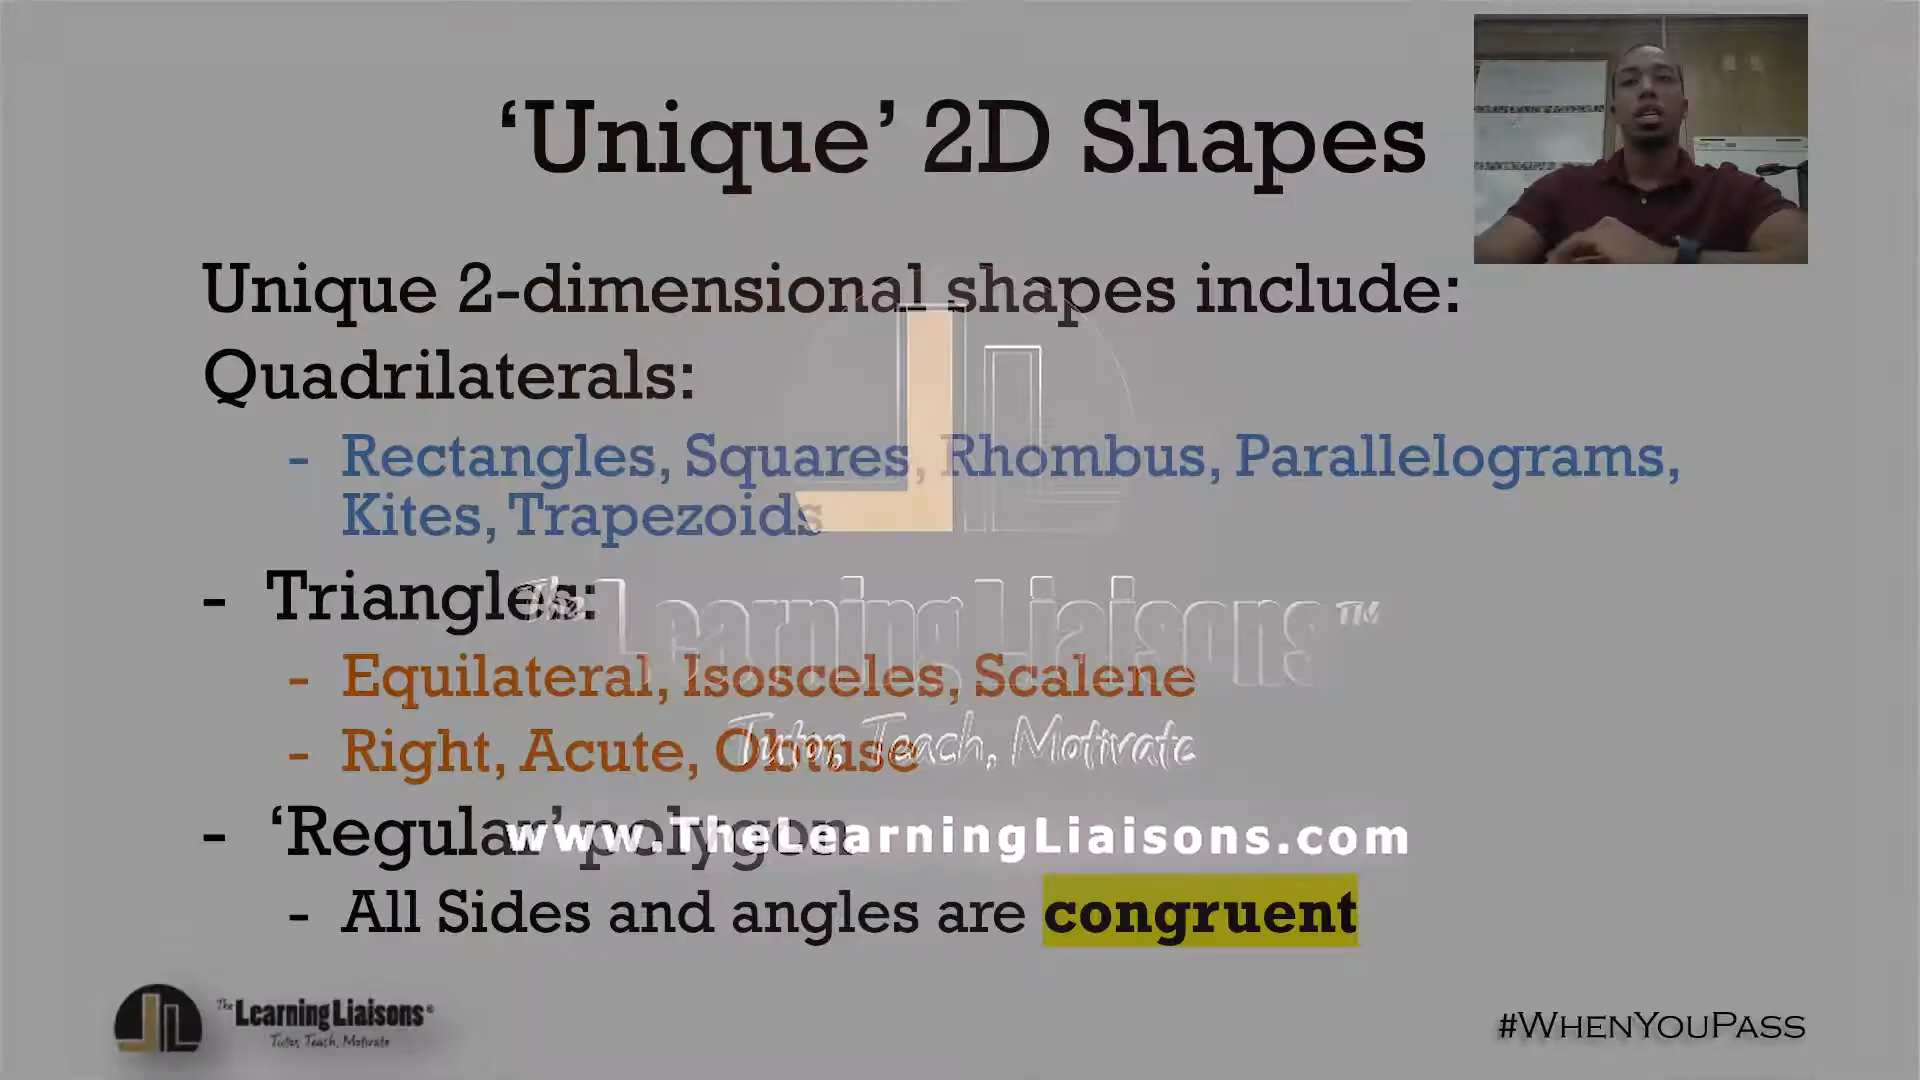 ‘Unique’ 2D Shapes
Unique 2-dimensional shapes include:
Quadrilaterals:
- Rectangles, Squares, Rhombus, Parallelograms,
Kites, Trapezoids
- Triangles:
- Equilateral, Isosceles, Scalene
- Right, Acute, Obtuse
- ‘Regular’ polygon
- All Sides and angles are congruent
The Learning Liaisons™
Tutor, Teach, Motivate
www.TheLearningLiaisons.com
The Learning Liaisons®
Tutor, Teach, Motivate
#WHENYOUPASS